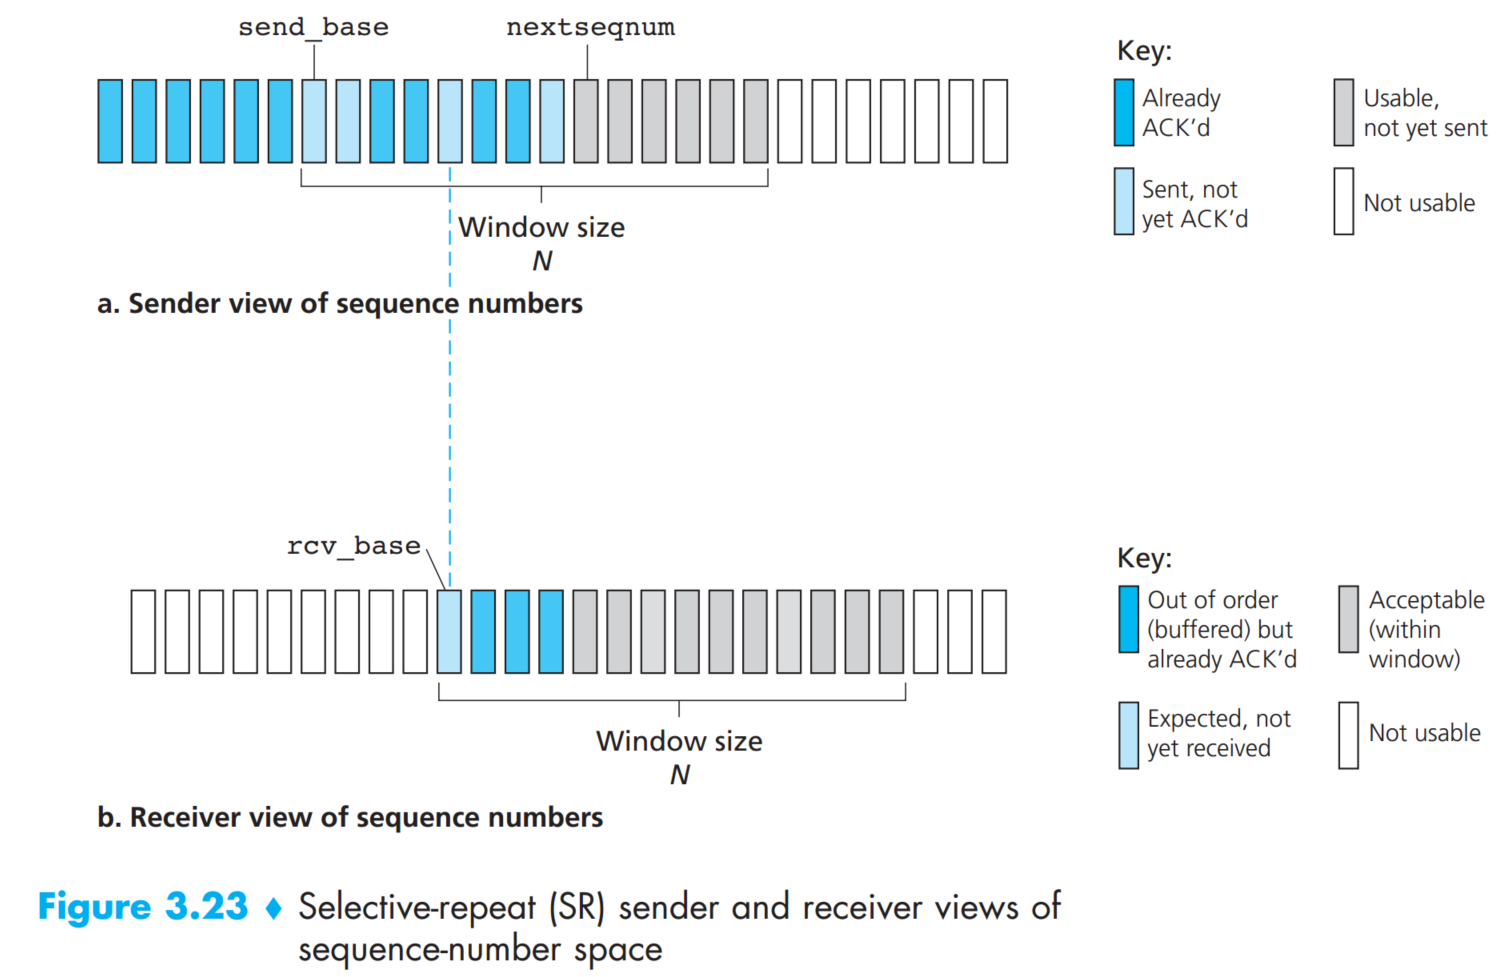 send_base
nextseqnum
Key:
Already
ACK’d
Usable,
not yet sent
Sent, not
yet ACK’d
Not usable
Window size
N
a. Sender view of sequence numbers
rcv_base
Key:
Out of order
(buffered) but
already ACK’d
Acceptable
(within
window)
Expected, not
yet received
Not usable
Window size
N
b. Receiver view of sequence numbers
Figure 3.23 ♦ Selective-repeat (SR) sender and receiver views of
sequence-number space